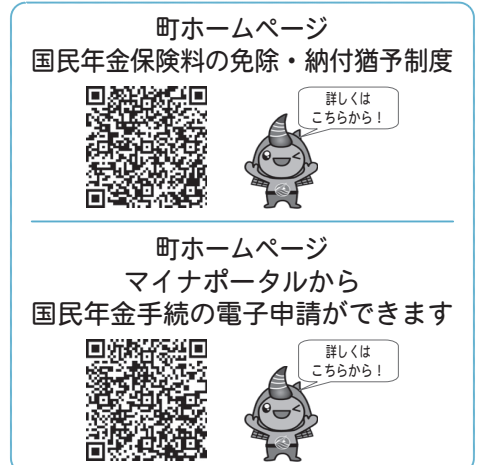 町ホームページ
国民年金保険料の免除・納付猶予制度
詳しくは
こちらから！
町ホームページ
マイナポータルから
国民年金手続の電子申請ができます
詳しくは
こちらから！